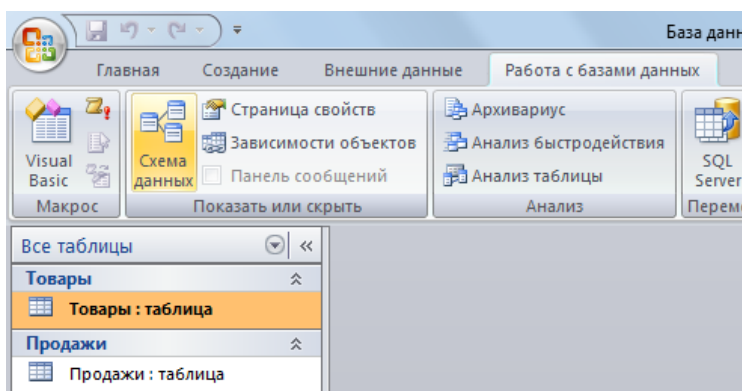 База данн
Главная Создание Внешние данные Работа с базами данных
Visual Basic
Схема данных
Страница свойств
Зависимости объектов
Панель сообщений
Архивариус
Анализ быстродействия
Анализ таблицы
SQL Server
Макрос Показать или скрыть Анализ Перем
Все таблицы
Товары
Товары : таблица
Продажи
Продажи : таблица